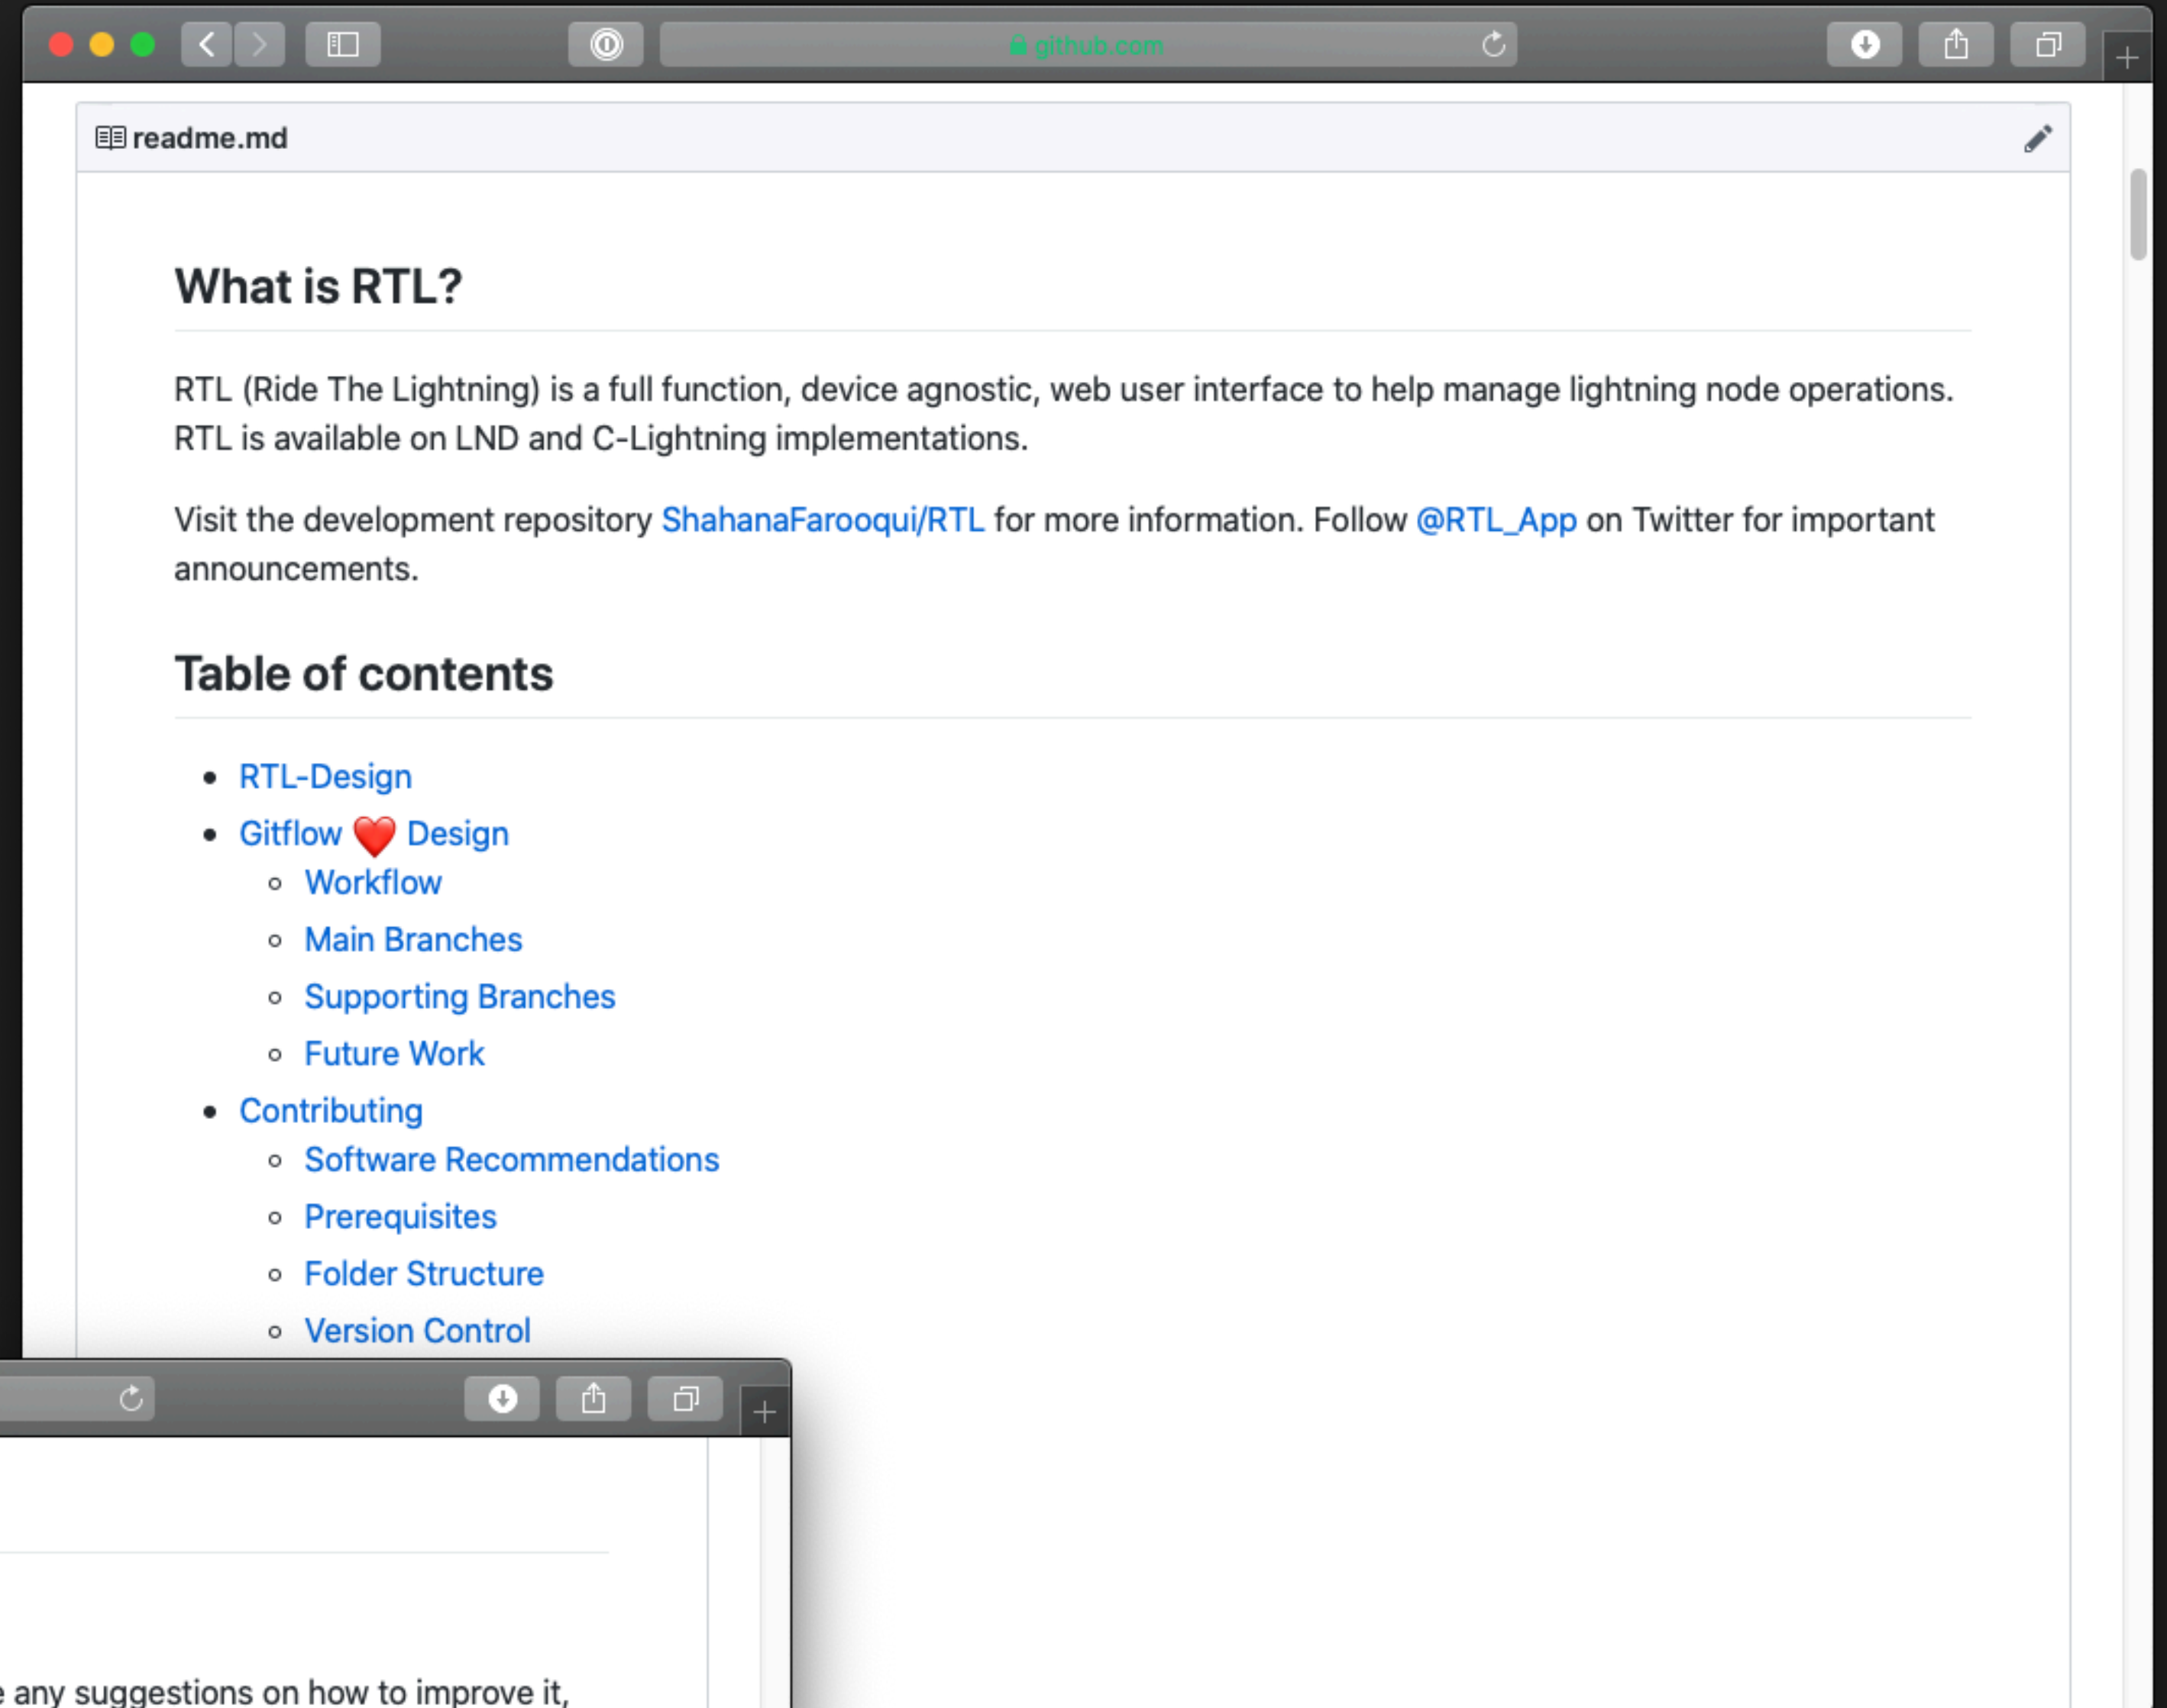 github.com
readme.md
What is RTL?
RTL (Ride The Lightning) is a full function, device agnostic, web user interface to help manage lightning node operations.
RTL is available on LND and C-Lightning implementations.
Visit the development repository ShahanaFarooqui/RTL for more information. Follow @RTL_App on Twitter for important
announcements.
Table of contents
RTL-Design
Gitflow ❤️ Design
Workflow
Main Branches
Supporting Branches
Future Work
Contributing
Software Recommendations
Prerequisites
Folder Structure
Version Control
any suggestions on how to improve it,